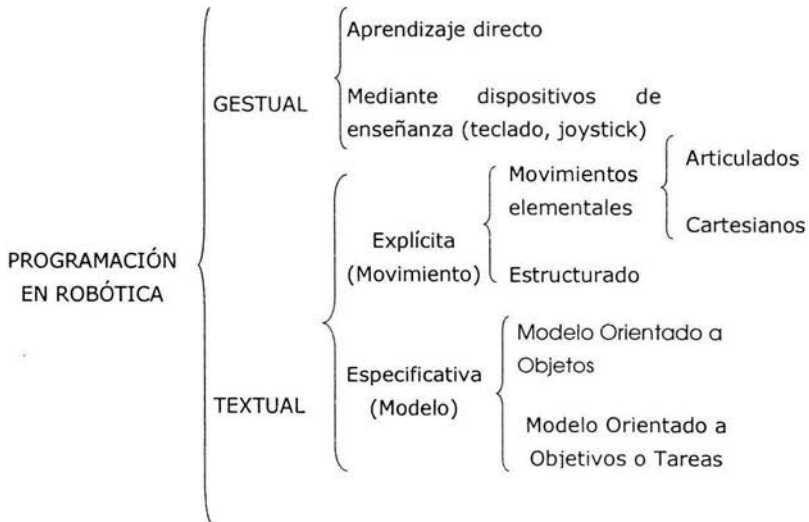 PROGRAMACIÓN
EN ROBÓTICA
GESTUAL
Aprendizaje directo
Mediante dispositivos de
enseñanza (teclado, joystick)
TEXTUAL
Explícita
(Movimiento)
Movimientos
elementales
Articulados
Cartesianos
Estructurado
Especificativa
(Modelo)
Modelo Orientado a
Objetos
Modelo Orientado a
Objetivos o Tareas